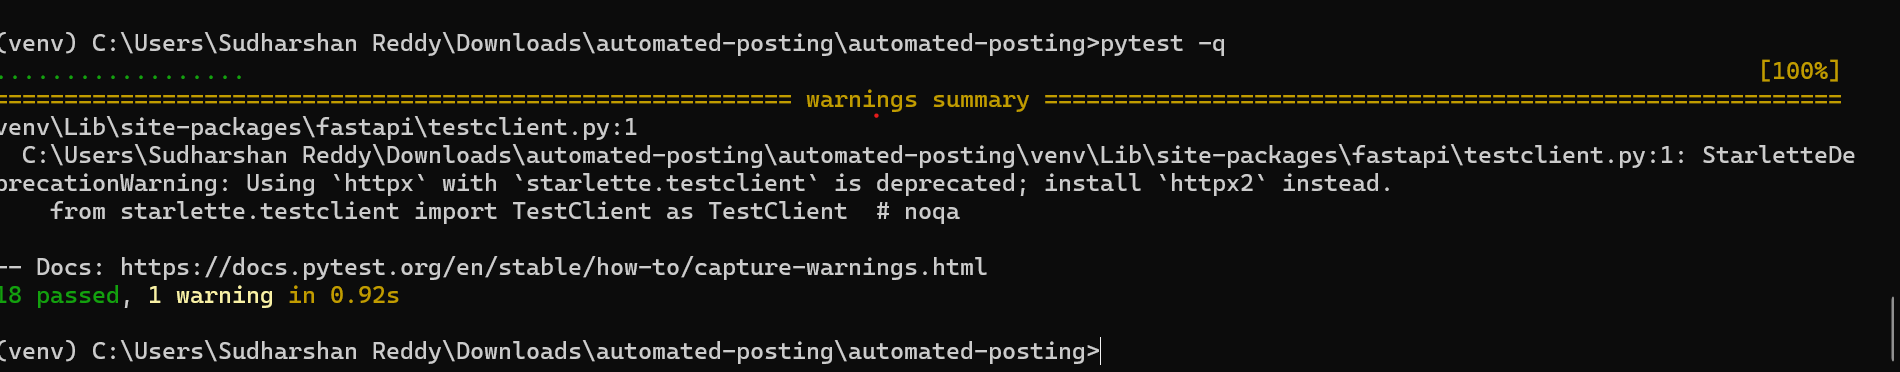 (venv) C:\Users\Sudharshan Reddy\Downloads\automated-posting\automated-posting>pytest -q
.................. [100%]
========================================================= warnings summary =========================================================
venv\Lib\site-packages\fastapi\testclient.py:1
  C:\Users\Sudharshan Reddy\Downloads\automated-posting\automated-posting\venv\Lib\site-packages\fastapi\testclient.py:1: StarletteDe
precationWarning: Using `httpx` with `starlette.testclient` is deprecated; install `httpx2` instead.
    from starlette.testclient import TestClient as TestClient  # noqa
-- Docs: https://docs.pytest.org/en/stable/how-to/capture-warnings.html
18 passed, 1 warning in 0.92s
(venv) C:\Users\Sudharshan Reddy\Downloads\automated-posting\automated-posting>